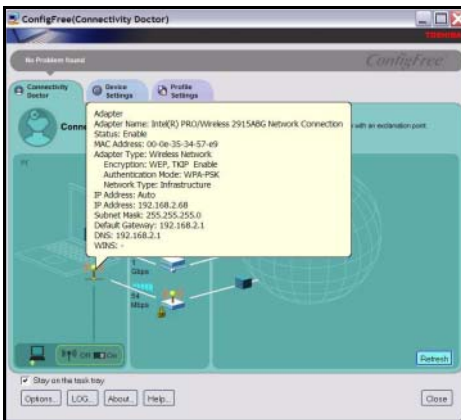 ConfigFree(Connectivity Doctor)
TOSHIBA
No Problem found
ConfigFree
Connectivity Doctor
Device Settings
Profile Settings
Conne
with an exclamation point.
Adapter
Adapter Name: Intel(R) PRO/Wireless 2915ABG Network Connection
Status: Enable
MAC Address: 00-0e-35-34-57-e9
Adapter Type: Wireless Network
Encryption: WEP, TKIP Enable
Authentication Mode: WPA-PSK
Network Type: Infrastructure
IP Address: Auto
IP Address: 192.168.2.68
Subnet Mask: 255.255.255.0
Default Gateway: 192.168.2.1
DNS: 192.168.2.1
WINS: -
PC
1
Gbps
54
Mbps
Off
On
Refresh
Stay on the task tray
Options...
LOG...
About...
Help...
Close